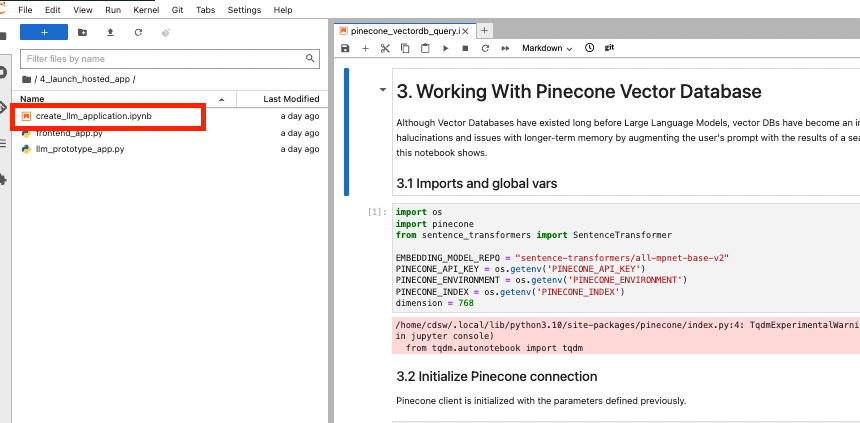 File Edit View Run Kernel Git Tabs Settings Help
Filter files by name
/ 4_launch_hosted_app /
Name Last Modified
create_llm_application.ipynb a day ago
frontend_app.py a day ago
llm_prototype_app.py a day ago
pinecone_vectordb_query.i
Markdown
git
3. Working With Pinecone Vector Database
Although Vector Databases have existed long before Large Language Models, vector DBs have become an
halucinations and issues with longer-term memory by augmenting the user's prompt with the results of a
this notebook shows.
3.1 Imports and global vars
[1]:
import os
import pinecone
from sentence_transformers import SentenceTransformer
EMBEDDING_MODEL_REPO = "sentence-transformers/all-mpnet-base-v2"
PINECONE_API_KEY = os.getenv('PINECONE_API_KEY')
PINECONE_ENVIRONMENT = os.getenv('PINECONE_ENVIRONMENT')
PINECONE_INDEX = os.getenv('PINECONE_INDEX')
dimension = 768
/home/cdsw/.local/lib/python3.10/site-packages/pinecone/index.py:4: TqdmExperimentalWarni
in jupyter console)
from tqdm.autonotebook import tqdm
3.2 Initialize Pinecone connection
Pinecone client is initialized with the parameters defined previously.